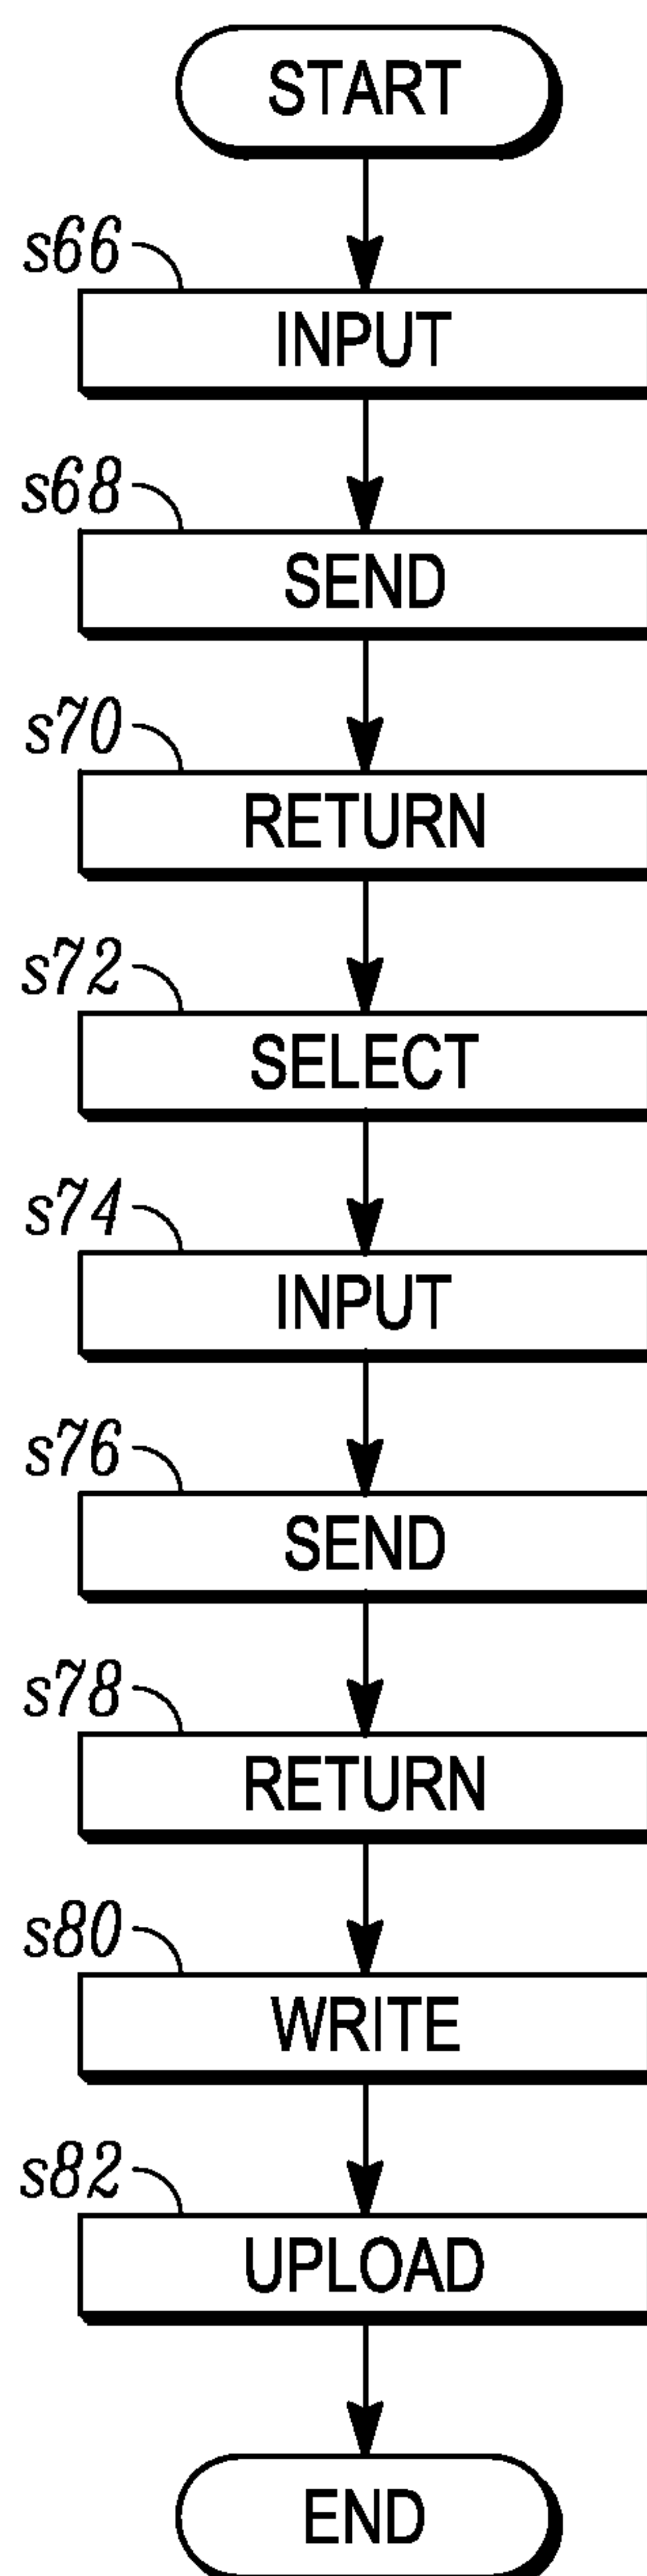 START
s66
INPUT
s68
SEND
s70
RETURN
s72
SELECT
s74
INPUT
s76
SEND
s78
RETURN
s80
WRITE
s82
UPLOAD
END